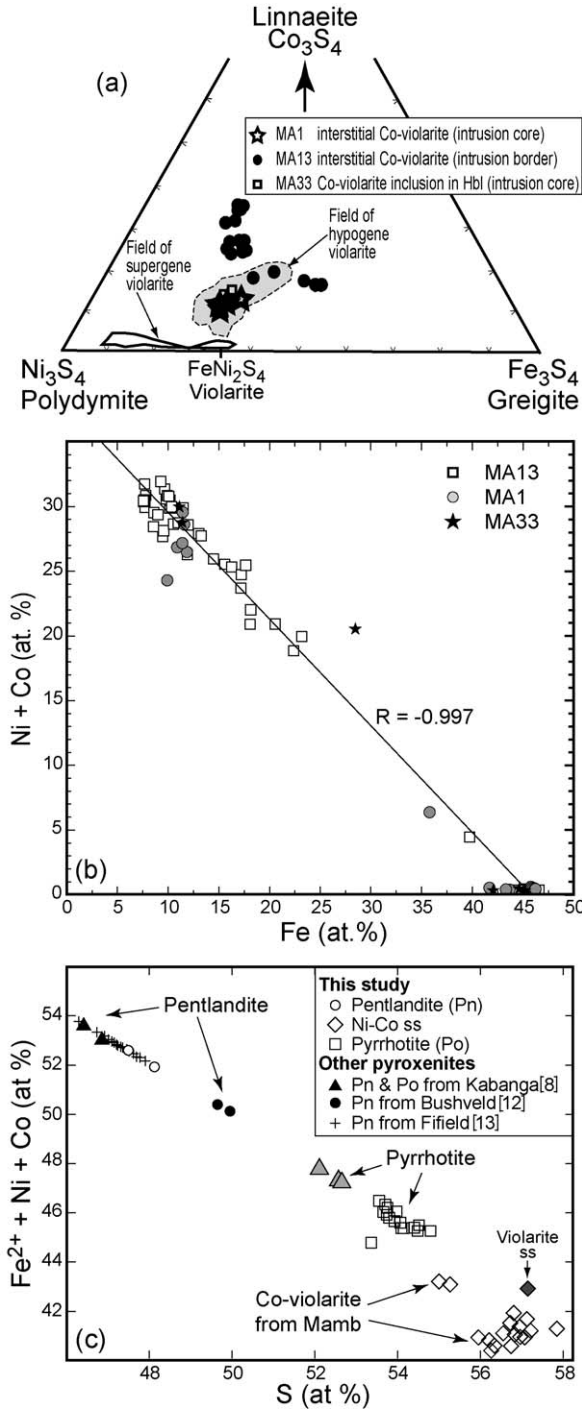 Linnaeite
Co3S4
(a)
MA1 interstitial Co-violarite (intrusion core)
MA13 interstitial Co-violarite (intrusion border)
MA33 Co-violarite inclusion in Hbl (intrusion core)
Field of
hypogene
violarite
Field of
supergene
violarite
Ni3S4
Polydymite
FeNi2S4
Violarite
Fe3S4
Greigite
MA13
MA1
MA33
30
25
20
15
10
5
0
Ni + Co (at. %)
R = -0.997
(b)
0 5 10 15 20 25 30 35 40 45 50
Fe (at.%)
This study
Pentlandite (Pn)
Ni-Co ss
Pyrrhotite (Po)
Other pyroxenites
Pn & Po from Kabanga[8]
Pn from Bushveld[12]
Pn from Fifield[13]
Pentlandite
Pyrrhotite
Violarite
ss
Co-violarite
from Mamb
54
52
50
48
46
44
42
Fe2+ + Ni + Co (at %)
(c)
48 50 52 54 56 58
S (at %)